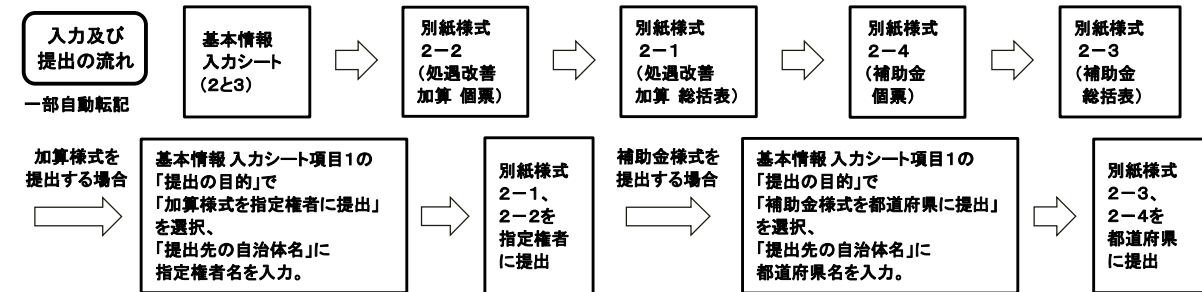 入力及び
提出の流れ
一部自動転記
基本情報
入力シート
(2と3)
別紙様式
2－2
(処遇改善
加算 個票)
別紙様式
2－1
(処遇改善
加算 総括表)
別紙様式
2－4
(補助金
個票)
別紙様式
2－3
(補助金
総括表)
加算様式を
提出する場合
基本情報 入力シート項目1の
「提出の目的」で
「加算様式を指定権者に提出」
を選択、
「提出先の自治体名」に
指定権者名を入力。
別紙様式
2－1、
2－2を
指定権者
に提出
補助金様式を
提出する場合
基本情報 入力シート項目1の
「提出の目的」で
「補助金様式を都道府県に提出」
を選択、
「提出先の自治体名」に
都道府県名を入力。
別紙様式
2－3、
2－4を
都道府県
に提出